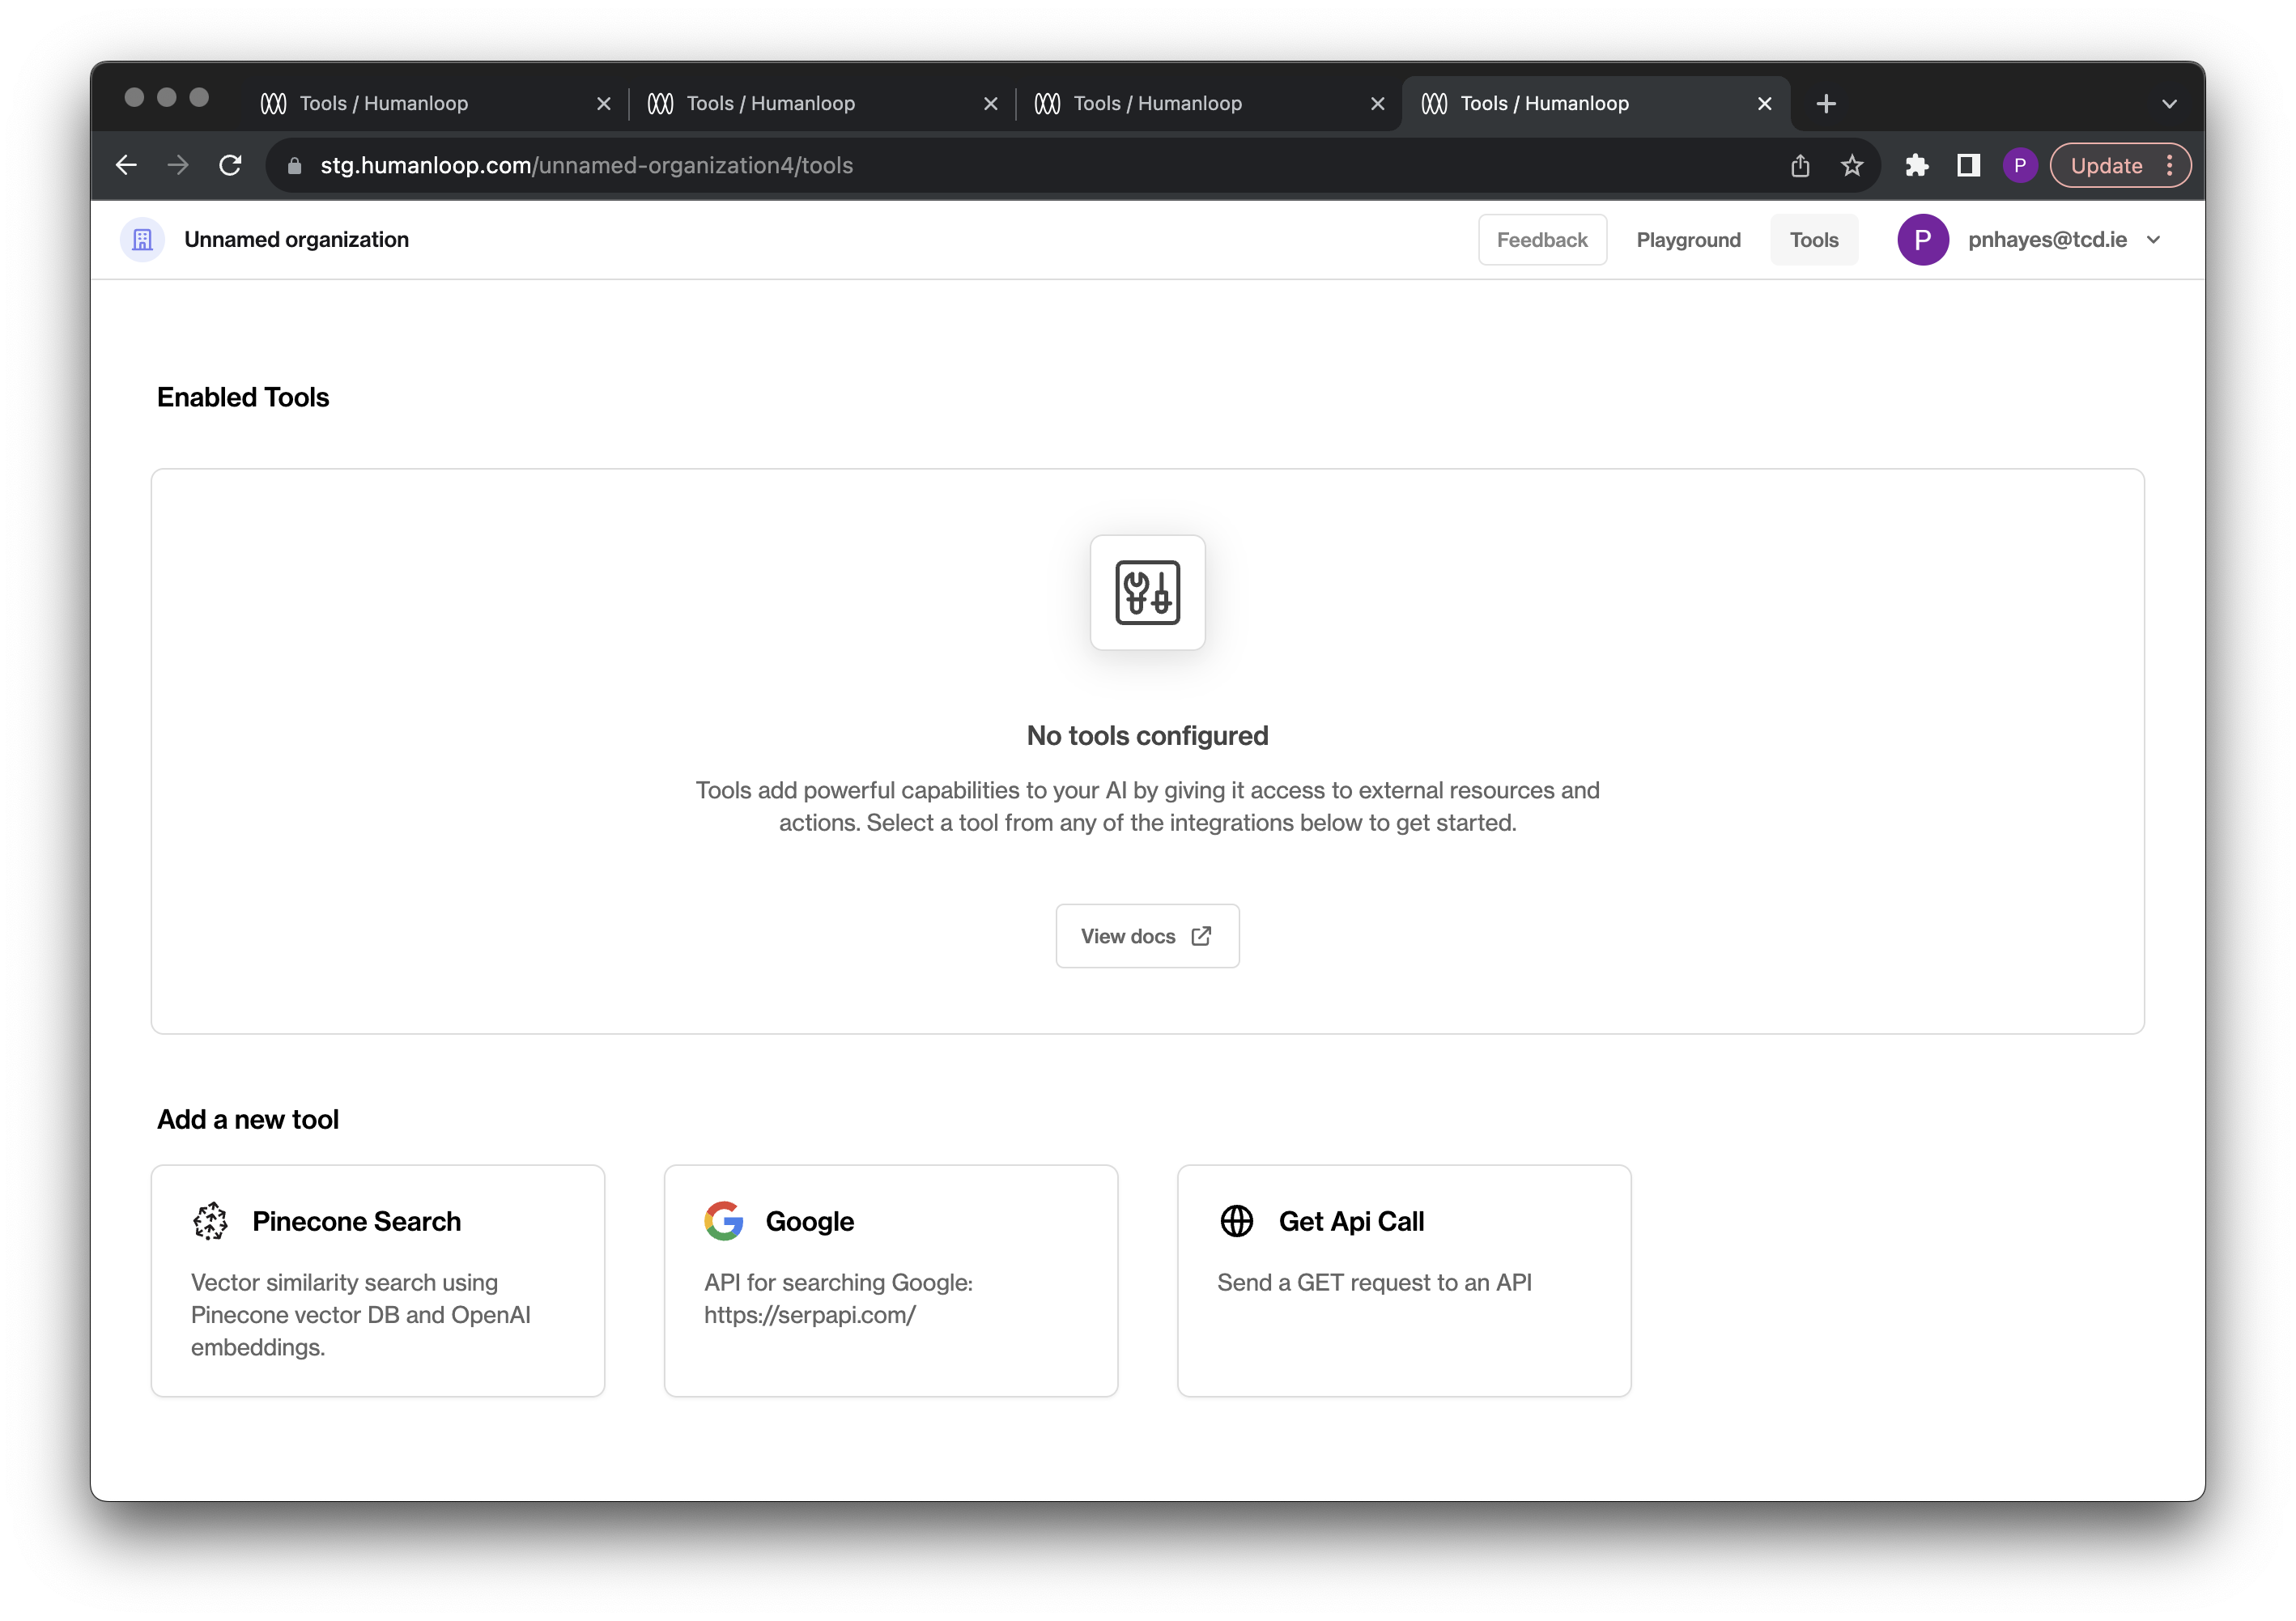 Tools / Humanloop
Tools / Humanloop
Tools / Humanloop
Tools / Humanloop
stg.humanloop.com/unnamed-organization4/tools
P
Update
Unnamed organization
Feedback
Playground
Tools
P
pnhayes@tcd.ie
Enabled Tools
No tools configured
Tools add powerful capabilities to your AI by giving it access to external resources and
actions. Select a tool from any of the integrations below to get started.
View docs
Add a new tool
Pinecone Search
Vector similarity search using
Pinecone vector DB and OpenAI
embeddings.
Google
API for searching Google:
https://serpapi.com/
Get Api Call
Send a GET request to an API